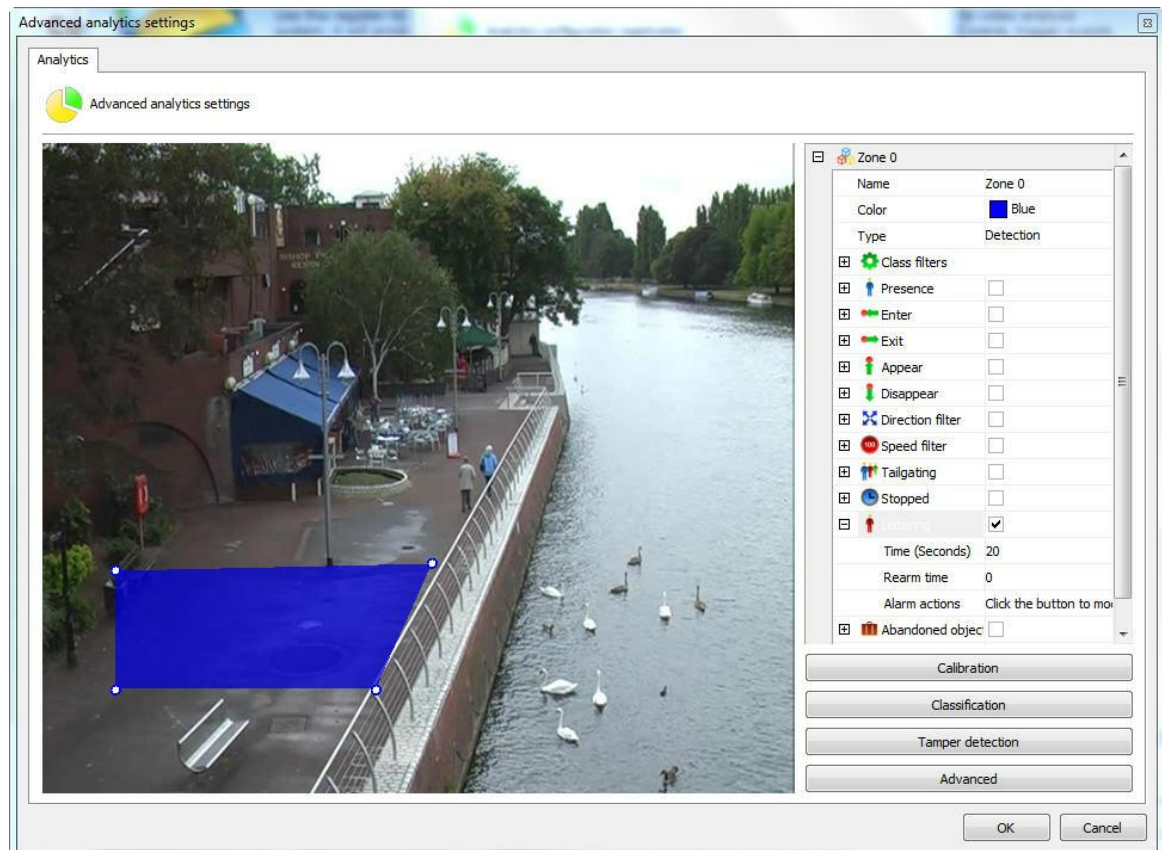 Advanced analytics settings
Analytics
Advanced analytics settings
Zone 0
Name Zone 0
Color Blue
Type Detection
Class filters
Presence
Enter
Exit
Appear
Disappear
Direction filter
100 Speed filter
Tailgating
Stopped
Loitering
Time (Seconds) 20
Rearm time 0
Alarm actions Click the button to mo
Abandoned objec
Calibration
Classification
Tamper detection
Advanced
OK Cancel